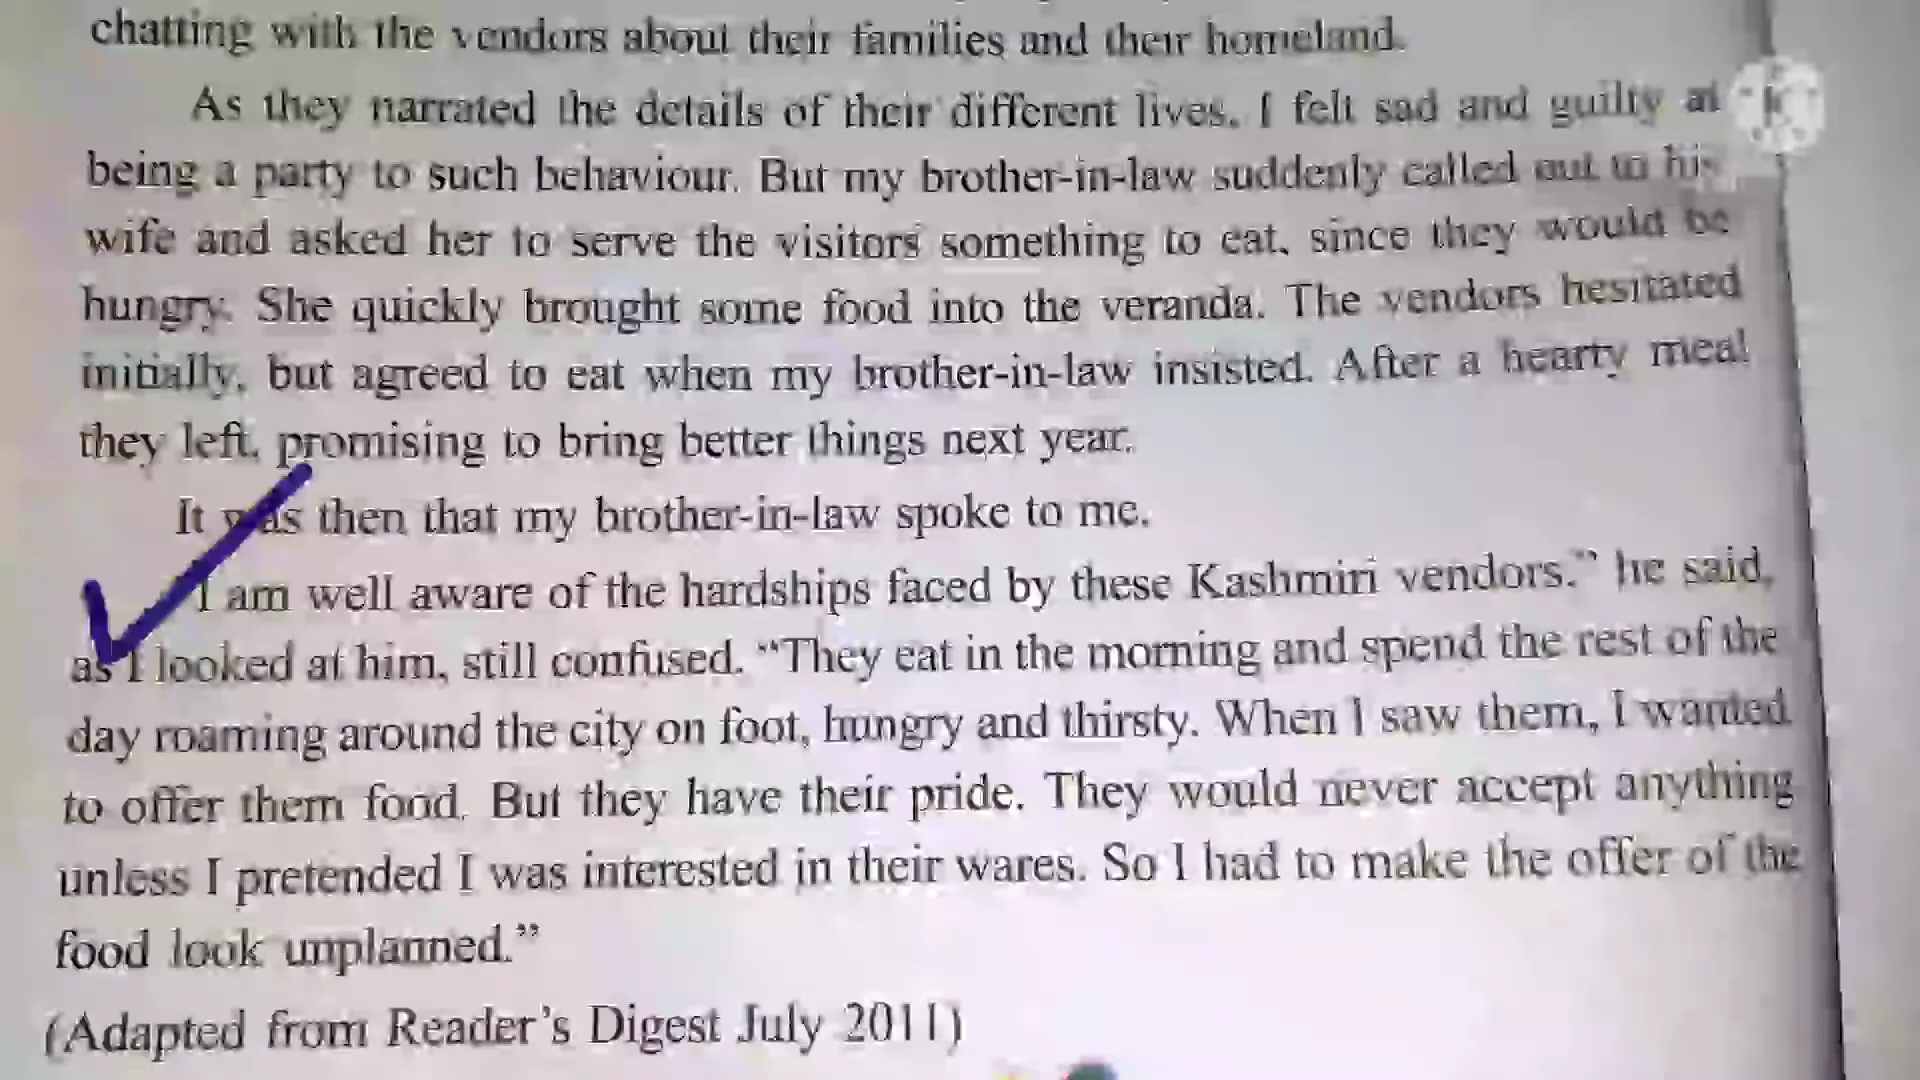 chatting with the vendors about their families and their homeland.
As they narrated the details of their different lives, I felt sad and guilty at
being a party to such behaviour. But my brother-in-law suddenly called out to his
wife and asked her to serve the visitors something to eat, since they would be
hungry. She quickly brought some food into the veranda. The vendors hesitated
initially, but agreed to eat when my brother-in-law insisted. After a hearty meal
they left, promising to bring better things next year.
It was then that my brother-in-law spoke to me.
I am well aware of the hardships faced by these Kashmiri vendors.” he said,
as I looked at him, still confused. “They eat in the morning and spend the rest of the
day roaming around the city on foot, hungry and thirsty. When I saw them, I wanted
to offer them food. But they have their pride. They would never accept anything
unless I pretended I was interested in their wares. So I had to make the offer of the
food look unplanned.”
(Adapted from Reader’s Digest July 2011)